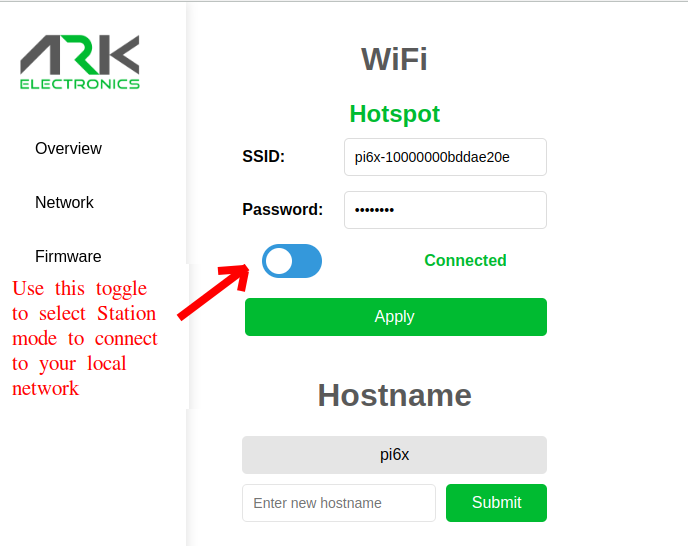 ARK
ELECTRONICS
Overview
Network
Firmware
Use this toggle
to select Station
mode to connect
to your local
network
WiFi
Hotspot
SSID: pi6x-10000000bddae20e
Password: ••••••••
Connected
Apply
Hostname
pi6x
Enter new hostname Submit